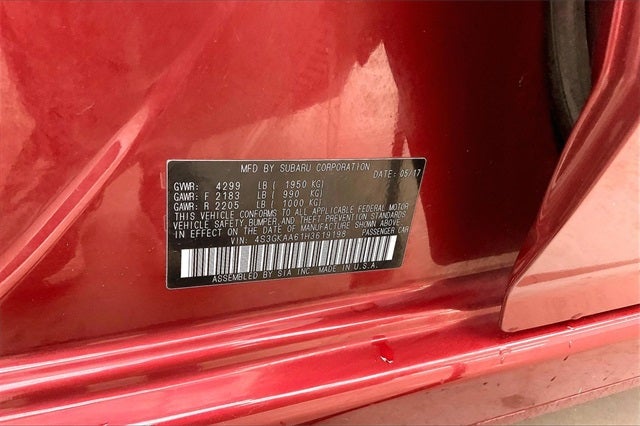 MFD BY SUBARU CORPORATION
DATE: 05/17
GVWR: 4299 LB [ 1950 KG]
GAWR: F 2183 LB [ 990 KG]
GAWR: R 2205 LB [ 1000 KG]
THIS VEHICLE CONFORMS TO ALL APPLICABLE FEDERAL MOTOR
VEHICLE SAFETY, BUMPER AND THEFT PREVENTION STANDARDS
IN EFFECT ON THE DATE OF MANUFACTURE SHOWN ABOVE.
VIN: 4S3GKAA61H3619198 PASSENGER CAR
ASSEMBLED BY SIA INC. MADE IN U.S.A.